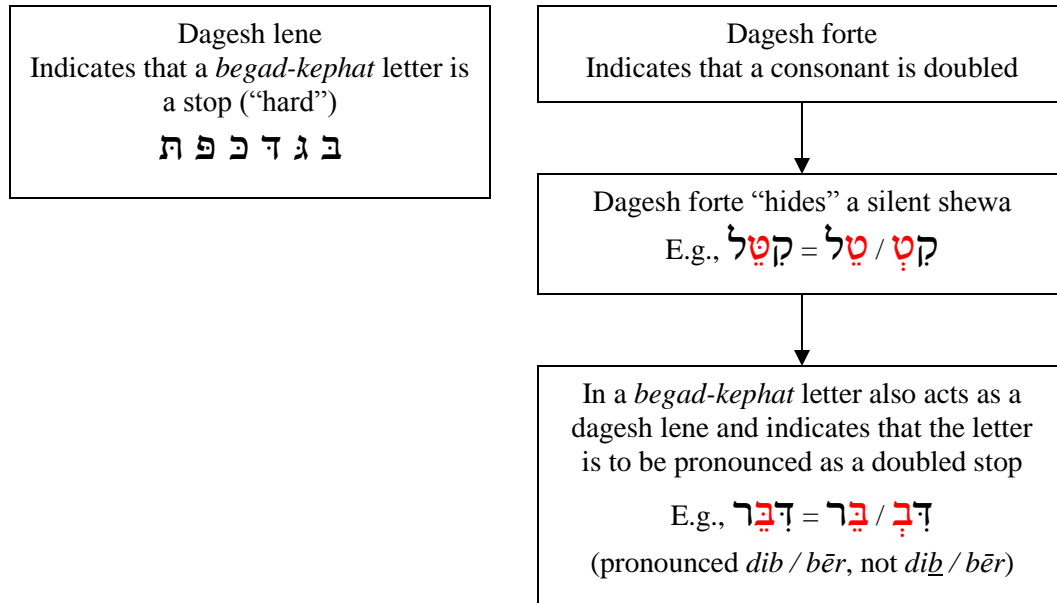 Dagesh lene
Indicates that a begad-kephat letter is
a stop (“hard”)
בּ גּ דּ כּ פּ תּ
Dagesh forte
Indicates that a consonant is doubled
Dagesh forte “hides” a silent shewa
E.g., קִטְ / טֵל = קִטֵּל
In a begad-kephat letter also acts as a
dagesh lene and indicates that the letter
is to be pronounced as a doubled stop
E.g., דִּבְ / בֵּר = דִּבֵּר
(pronounced dib / bēr, not diḇ / bēr)